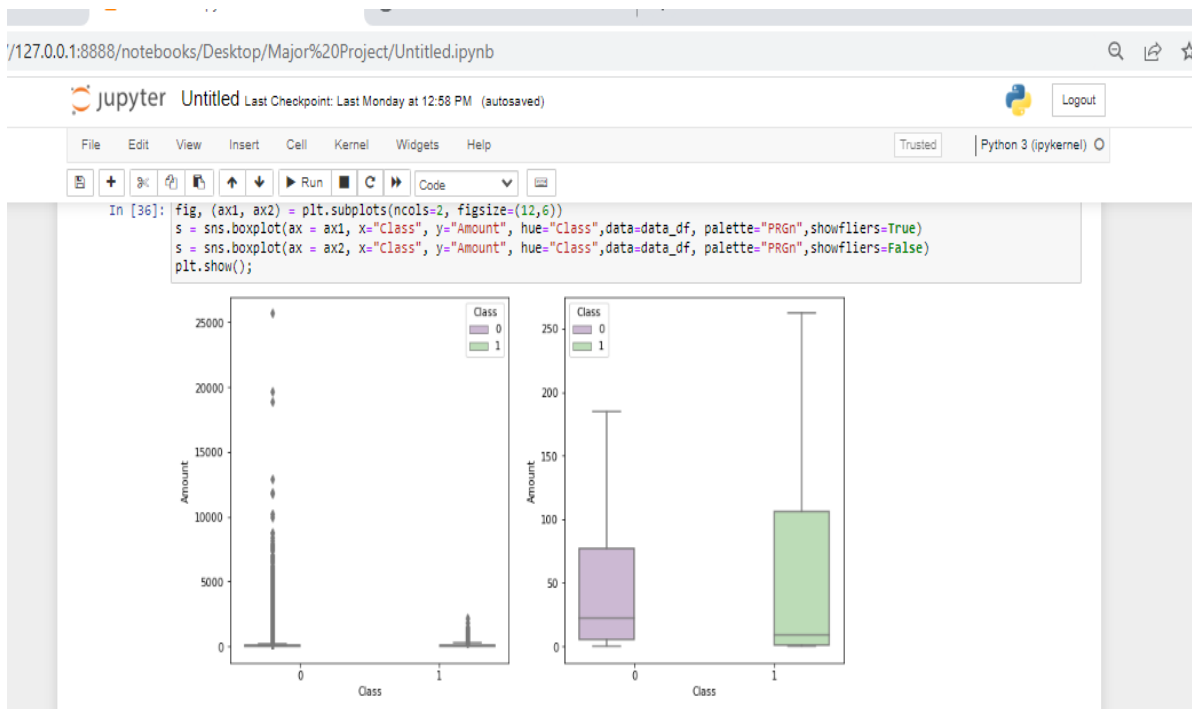 /127.0.0.1:8888/notebooks/Desktop/Major%20Project/Untitled.ipynb
jupyter Untitled Last Checkpoint: Last Monday at 12:58 PM (autosaved)
Logout
File Edit View Insert Cell Kernel Widgets Help
Trusted
Python 3 (ipykernel)
Run
Code
In [36]: fig, (ax1, ax2) = plt.subplots(ncols=2, figsize=(12,6))
s = sns.boxplot(ax = ax1, x="Class", y="Amount", hue="Class",data=data_df, palette="PRGn",showfliers=True)
s = sns.boxplot(ax = ax2, x="Class", y="Amount", hue="Class",data=data_df, palette="PRGn",showfliers=False)
plt.show();
Class
0
1
25000
20000
15000
10000
5000
0
Amount
0 1
Class
Class
0
1
250
200
150
100
50
0
Amount
0 1
Class